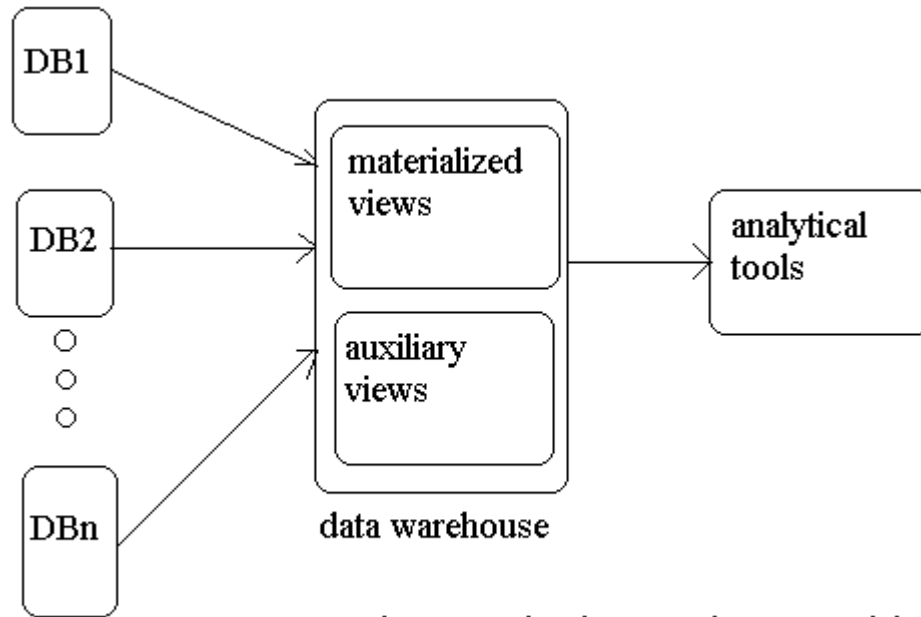 DB1
materialized
views
DB2
analytical
tools
auxiliary
views
DBn
data warehouse